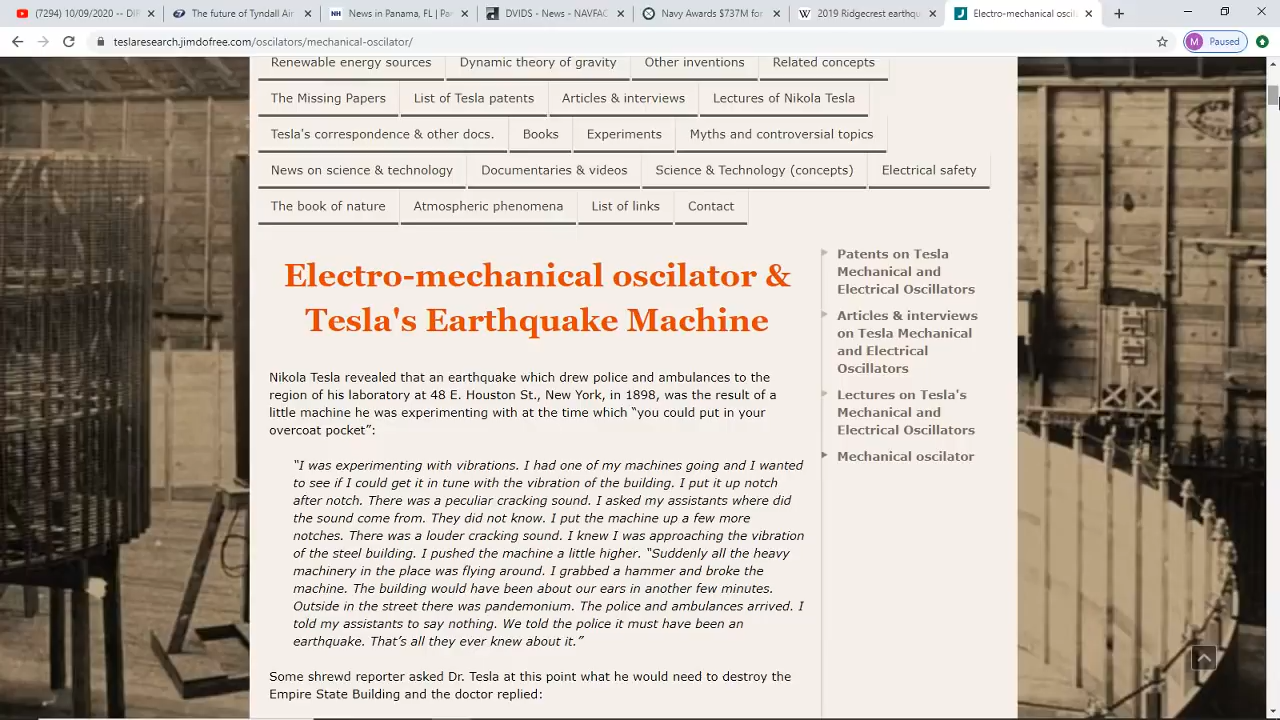 (7294) 10/09/2020 -- DIF
The future of Tyndall Air
News in Panama, FL | Pa
DVIDS - News - NAVFAC
Navy Awards $737M for
2019 Ridgecrest earthqu
Electro-mechanical oscil
teslaresearch.jimdofree.com/oscilators/mechanical-oscilator/
M Paused
Renewable energy sources Dynamic theory of gravity Other inventions Related concepts
The Missing Papers List of Tesla patents Articles & interviews Lectures of Nikola Tesla
Tesla's correspondence & other docs. Books Experiments Myths and controversial topics
News on science & technology Documentaries & videos Science & Technology (concepts) Electrical safety
The book of nature Atmospheric phenomena List of links Contact
Electro-mechanical oscilator &
Tesla's Earthquake Machine
Nikola Tesla revealed that an earthquake which drew police and ambulances to the
region of his laboratory at 48 E. Houston St., New York, in 1898, was the result of a
little machine he was experimenting with at the time which “you could put in your
overcoat pocket”:
“I was experimenting with vibrations. I had one of my machines going and I wanted
to see if I could get it in tune with the vibration of the building. I put it up notch
after notch. There was a peculiar cracking sound. I asked my assistants where did
the sound come from. They did not know. I put the machine up a few more
notches. There was a louder cracking sound. I knew I was approaching the vibration
of the steel building. I pushed the machine a little higher. “Suddenly all the heavy
machinery in the place was flying around. I grabbed a hammer and broke the
machine. The building would have been about our ears in another few minutes.
Outside in the street there was pandemonium. The police and ambulances arrived. I
told my assistants to say nothing. We told the police it must have been an
earthquake. That’s all they ever knew about it.”
Some shrewd reporter asked Dr. Tesla at this point what he would need to destroy the
Empire State Building and the doctor replied:
Patents on Tesla
Mechanical and
Electrical Oscillators
Articles & interviews
on Tesla Mechanical
and Electrical
Oscillators
Lectures on Tesla's
Mechanical and
Electrical Oscillators
Mechanical oscilator